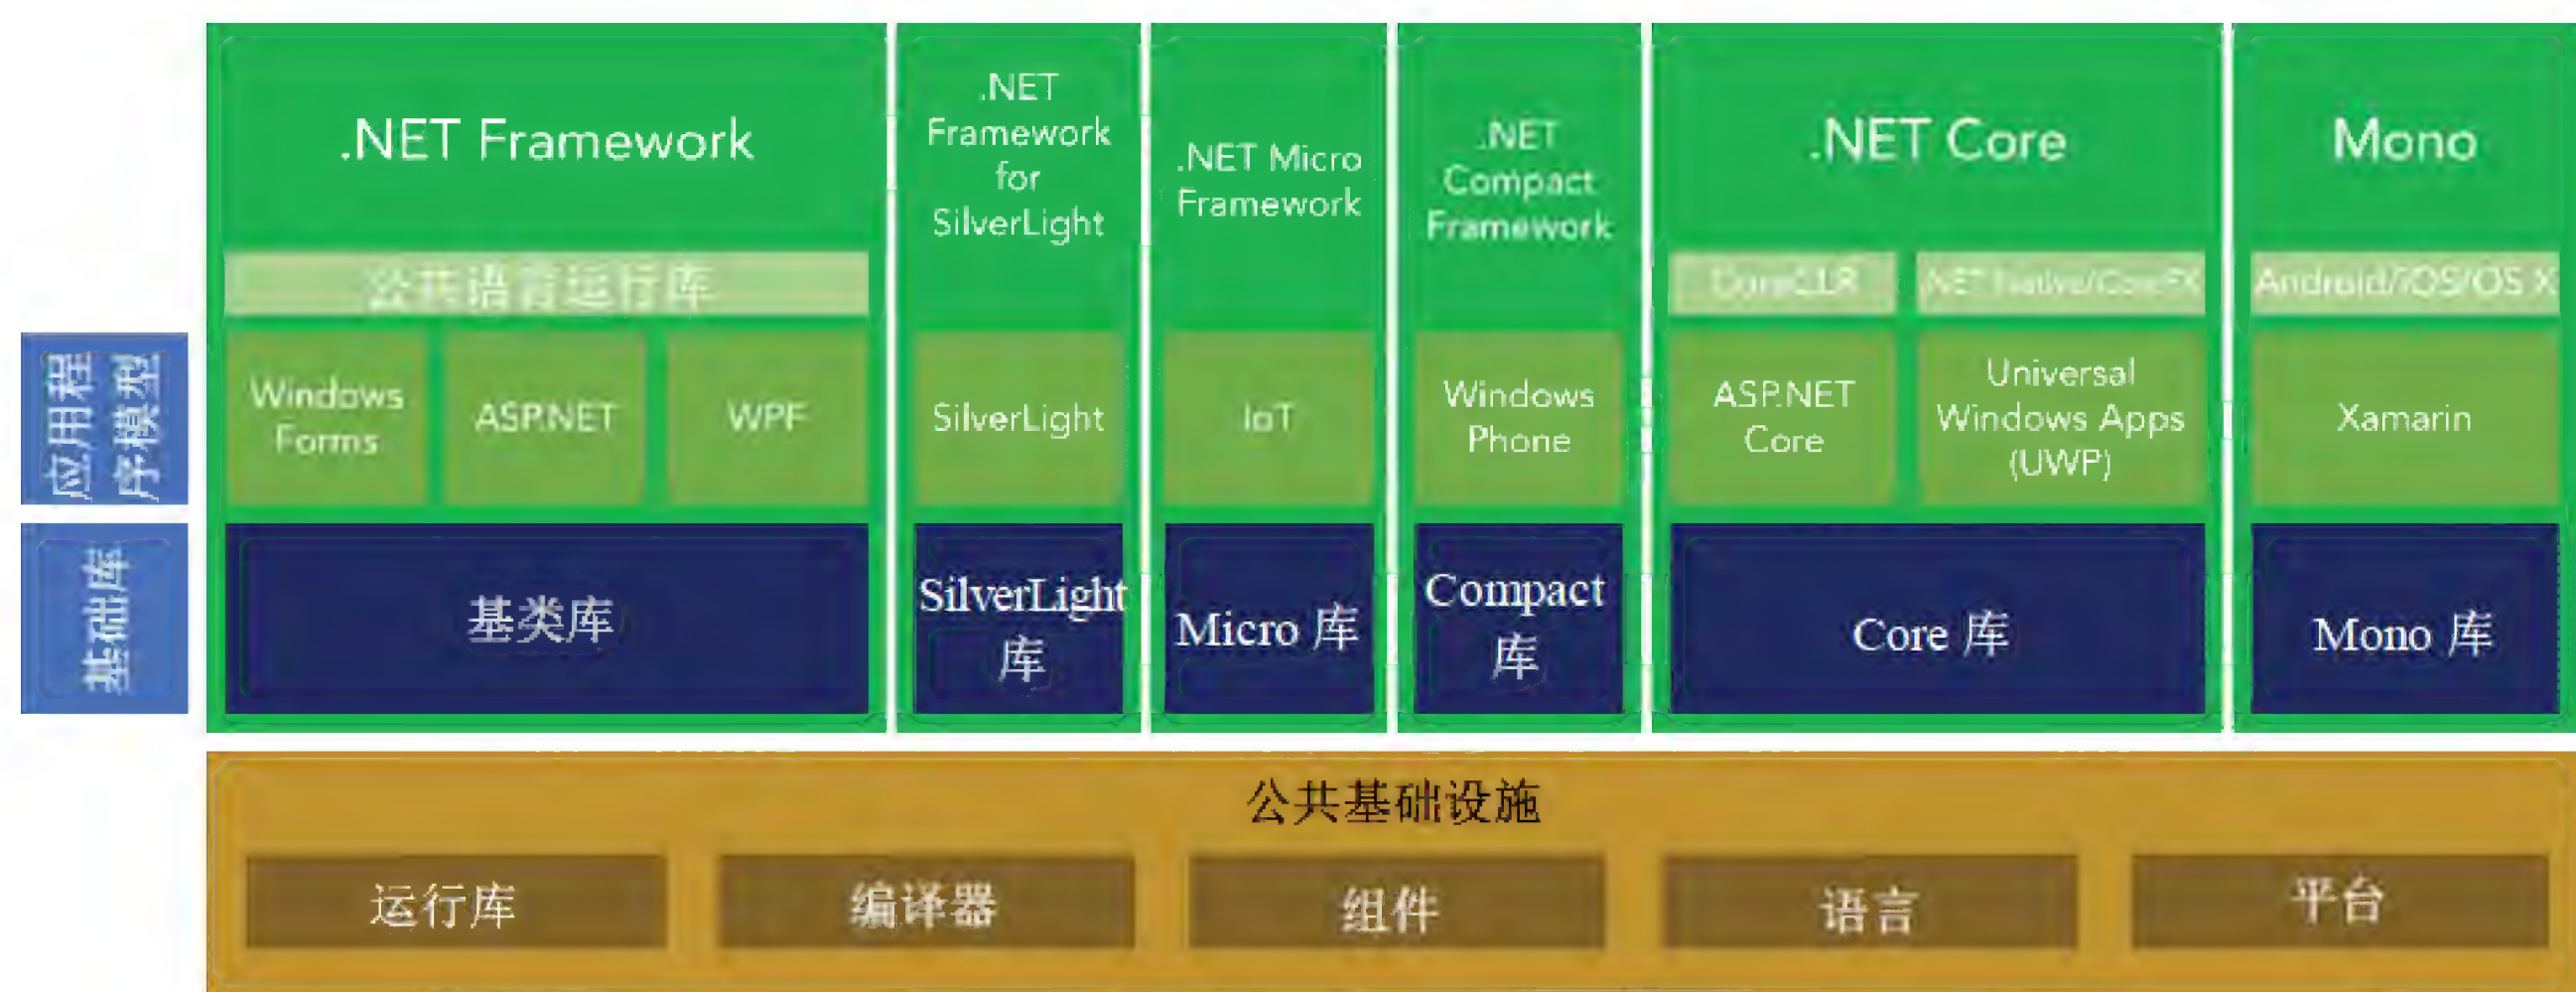 .NET Framework
公共语言运行库
Windows
Forms
ASP.NET
WPF
基类库
.NET
Framework
for
SilverLight
SilverLight
SilverLight
库
.NET Micro
Framework
IoT
Micro 库
.NET
Compact
Framework
Windows
Phone
Compact
库
.NET Core
CoreCLR
.NET Native/CoreFX
ASP.NET
Core
Universal
Windows Apps
(UWP)
Core 库
Mono
Android/iOS/OS X
Xamarin
Mono 库
应用程
序模型
基础库
公共基础设施
运行库
编译器
组件
语言
平台